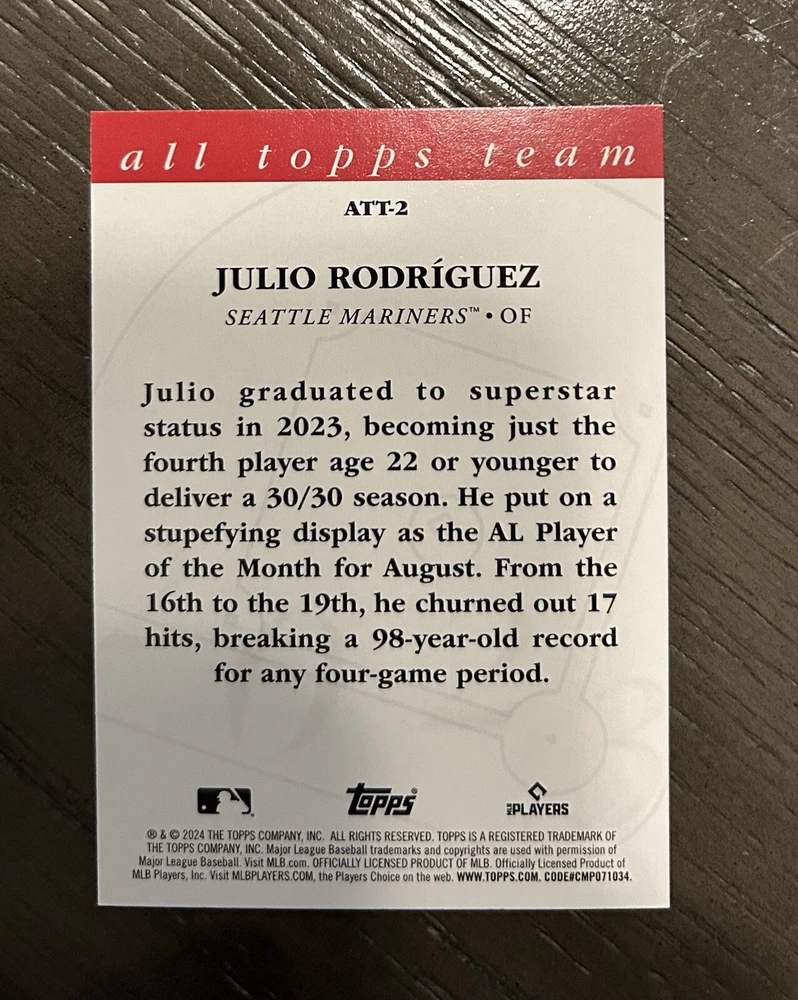 all topps team
ATT-2
JULIO RODRÍGUEZ
SEATTLE MARINERS™ • OF
Julio graduated to superstar
status in 2023, becoming just the
fourth player age 22 or younger to
deliver a 30/30 season. He put on a
stupefying display as the AL Player
of the Month for August. From the
16th to the 19th, he churned out 17
hits, breaking a 98-year-old record
for any four-game period.
Topps® MLB PLAYERS
® & © 2024 THE TOPPS COMPANY, INC. ALL RIGHTS RESERVED. TOPPS IS A REGISTERED TRADEMARK OF
THE TOPPS COMPANY, INC. Major League Baseball trademarks and copyrights are used with permission of
Major League Baseball. Visit MLB.com. OFFICIALLY LICENSED PRODUCT OF MLB. Officially Licensed Product of
MLB Players, Inc. Visit MLBPLAYERS.COM, the Players Choice on the web. WWW.TOPPS.COM. CODE#CMP071034.